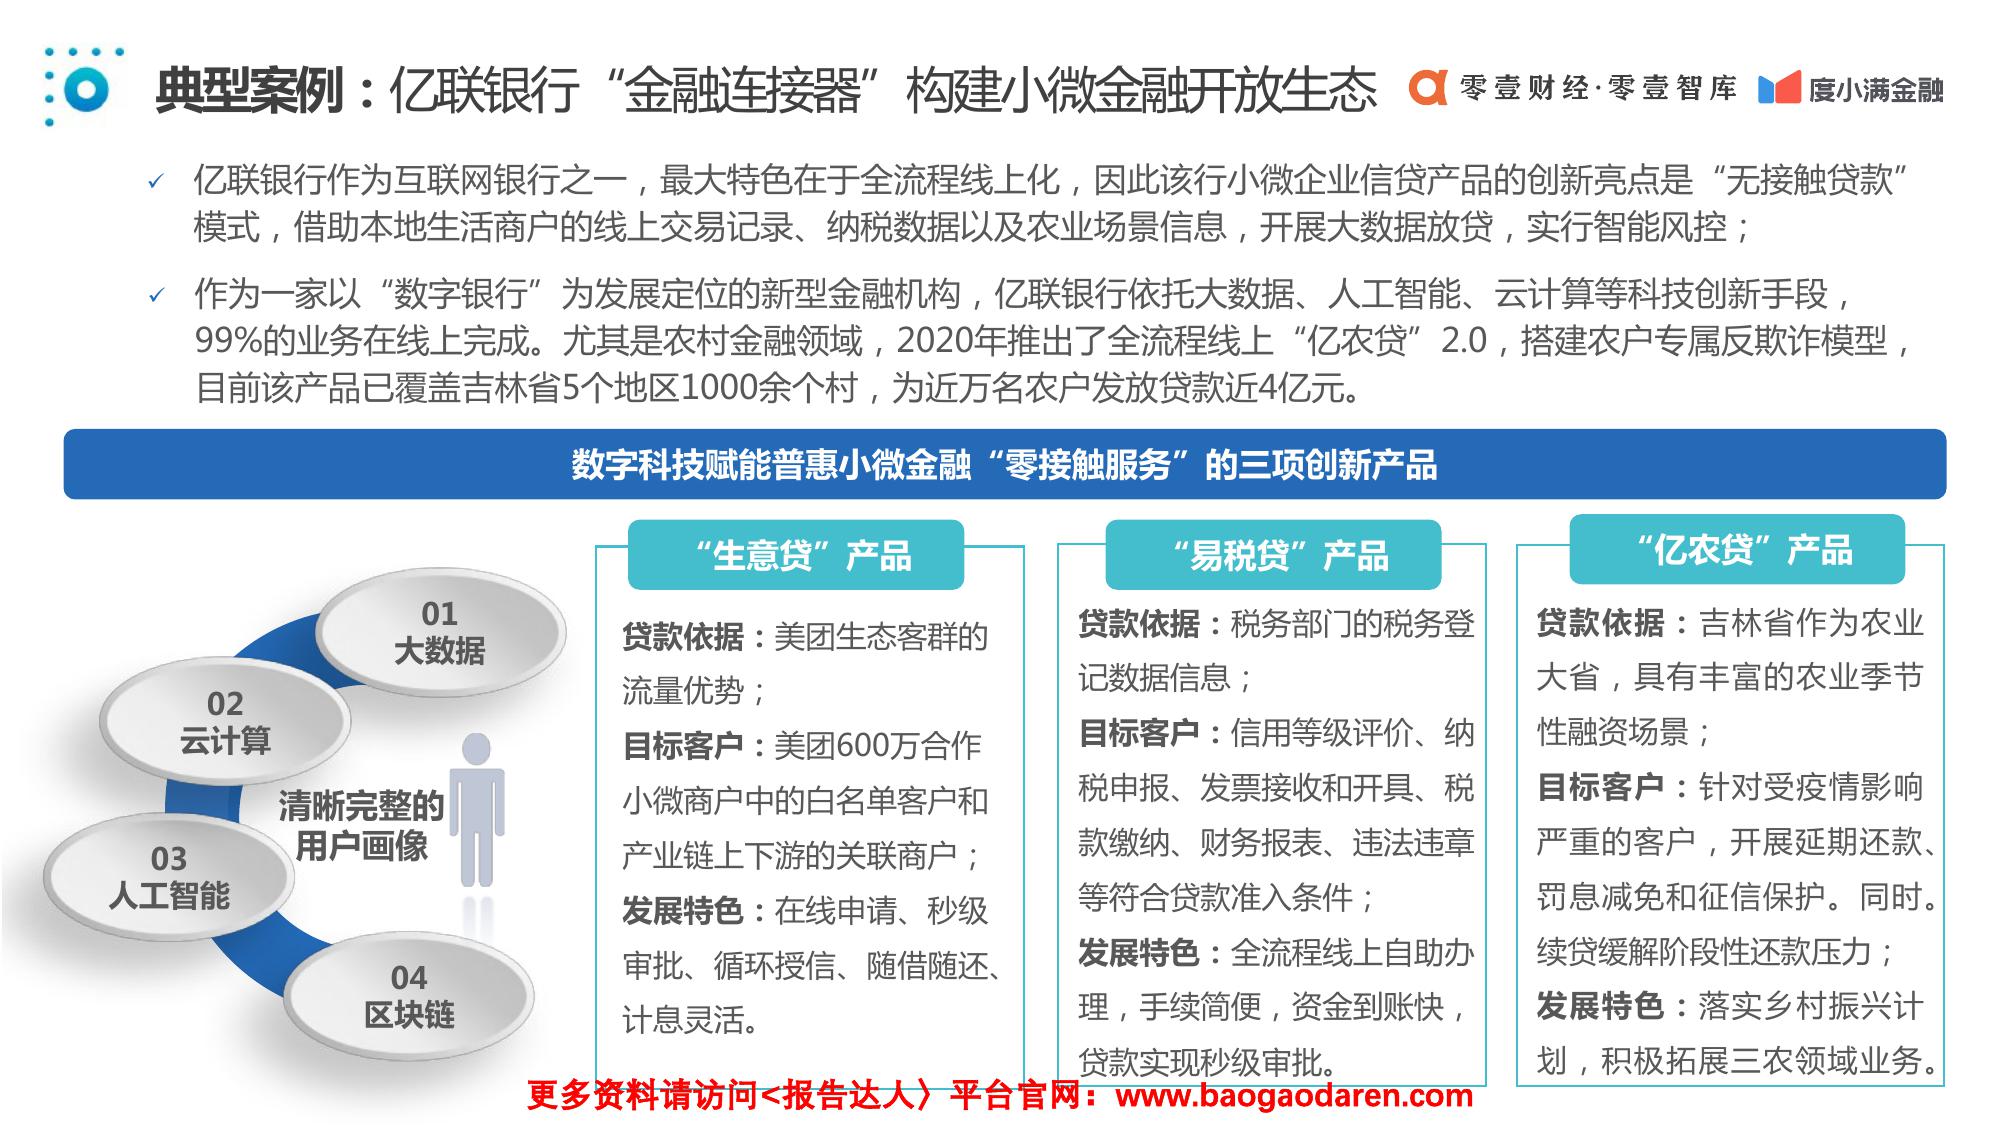 典型案例：亿联银行“金融连接器”构建小微金融开放生态
零壹财经·零壹智库
度小满金融
亿联银行作为互联网银行之一，最大特色在于全流程线上化，因此该行小微企业信贷产品的创新亮点是“无接触贷款”
模式，借助本地生活商户的线上交易记录、纳税数据以及农业场景信息，开展大数据放贷，实行智能风控；
作为一家以“数字银行”为发展定位的新型金融机构，亿联银行依托大数据、人工智能、云计算等科技创新手段，
99%的业务在线上完成。尤其是农村金融领域，2020年推出了全流程线上“亿农贷”2.0，搭建农户专属反欺诈模型，
目前该产品已覆盖吉林省5个地区1000余个村，为近万名农户发放贷款近4亿元。
数字科技赋能普惠小微金融“零接触服务”的三项创新产品
01
大数据
02
云计算
03
人工智能
04
区块链
清晰完整的
用户画像
“生意贷”产品
贷款依据：美团生态客群的
流量优势；
目标客户：美团600万合作
小微商户中的白名单客户和
产业链上下游的关联商户；
发展特色：在线申请、秒级
审批、循环授信、随借随还、
计息灵活。
“易税贷”产品
贷款依据：税务部门的税务登
记数据信息；
目标客户：信用等级评价、纳
税申报、发票接收和开具、税
款缴纳、财务报表、违法违章
等符合贷款准入条件；
发展特色：全流程线上自助办
理，手续简便，资金到账快，
贷款实现秒级审批。
“亿农贷”产品
贷款依据：吉林省作为农业
大省，具有丰富的农业季节
性融资场景；
目标客户：针对受疫情影响
严重的客户，开展延期还款、
罚息减免和征信保护。同时。
续贷缓解阶段性还款压力；
发展特色：落实乡村振兴计
划，积极拓展三农领域业务。
更多资料请访问<报告达人〉平台官网：www.baogaodaren.com